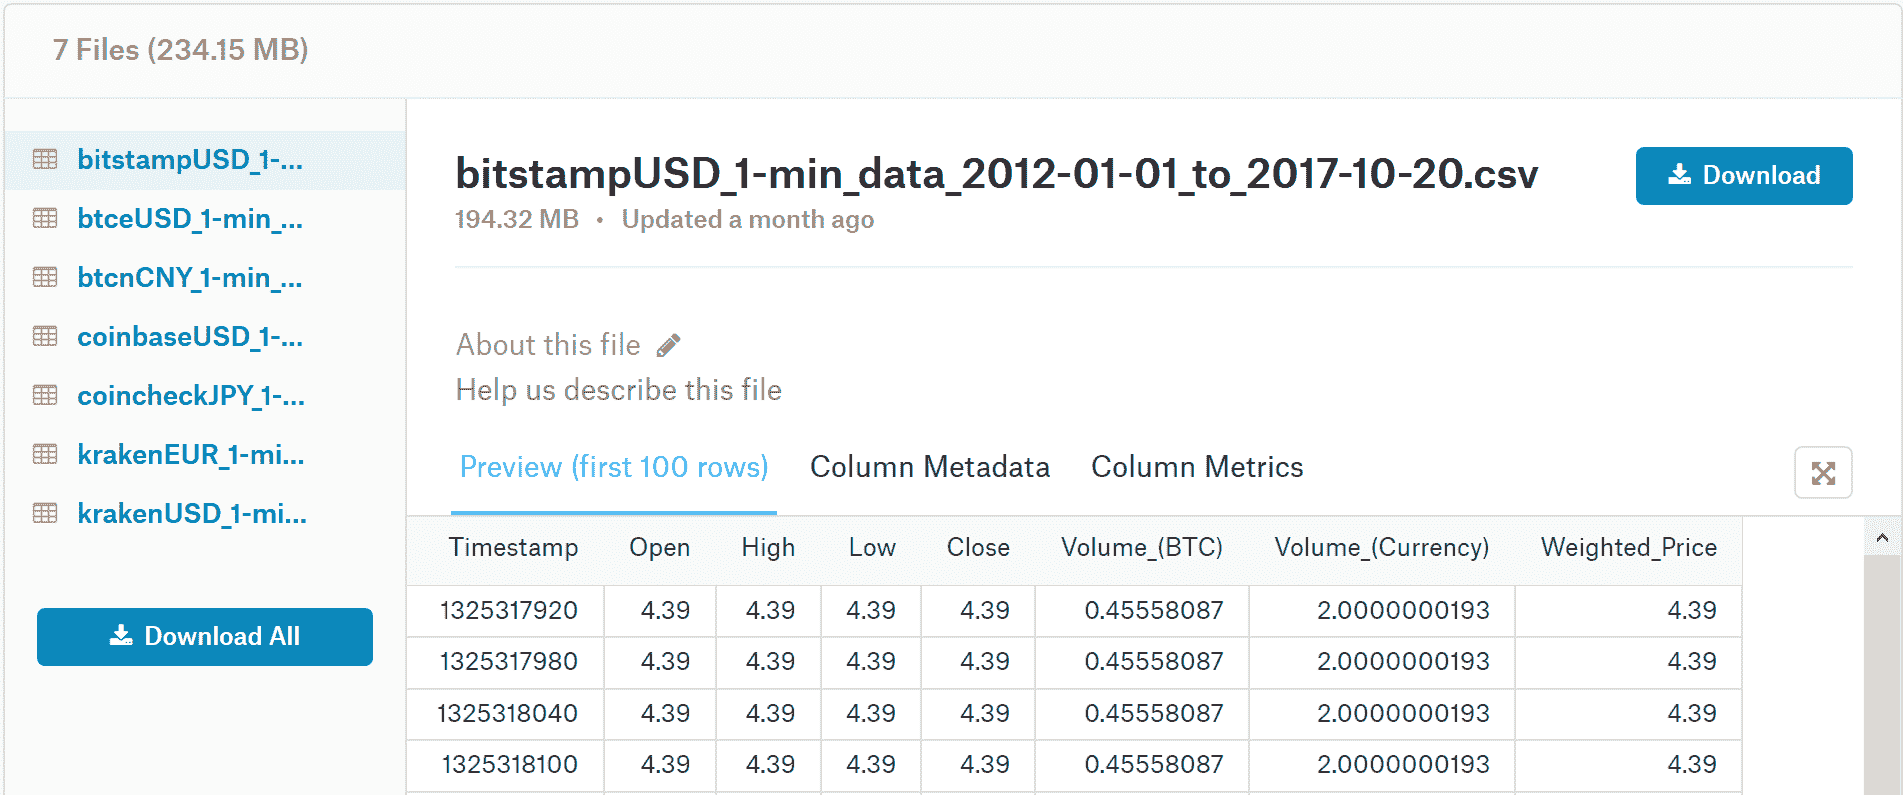 7 Files (234.15 MB)
bitstampUSD_1-...
btceUSD_1-min_...
btcnCNY_1-min_...
coinbaseUSD_1-...
coincheckJPY_1-...
krakenEUR_1-mi...
krakenUSD_1-mi...
Download All
bitstampUSD_1-min_data_2012-01-01_to_2017-10-20.csv
Download
194.32 MB • Updated a month ago
About this file
Help us describe this file
Preview (first 100 rows) Column Metadata Column Metrics
Timestamp Open High Low Close Volume_(BTC) Volume_(Currency) Weighted_Price
1325317920 4.39 4.39 4.39 4.39 0.45558087 2.0000000193 4.39
1325317980 4.39 4.39 4.39 4.39 0.45558087 2.0000000193 4.39
1325318040 4.39 4.39 4.39 4.39 0.45558087 2.0000000193 4.39
1325318100 4.39 4.39 4.39 4.39 0.45558087 2.0000000193 4.39